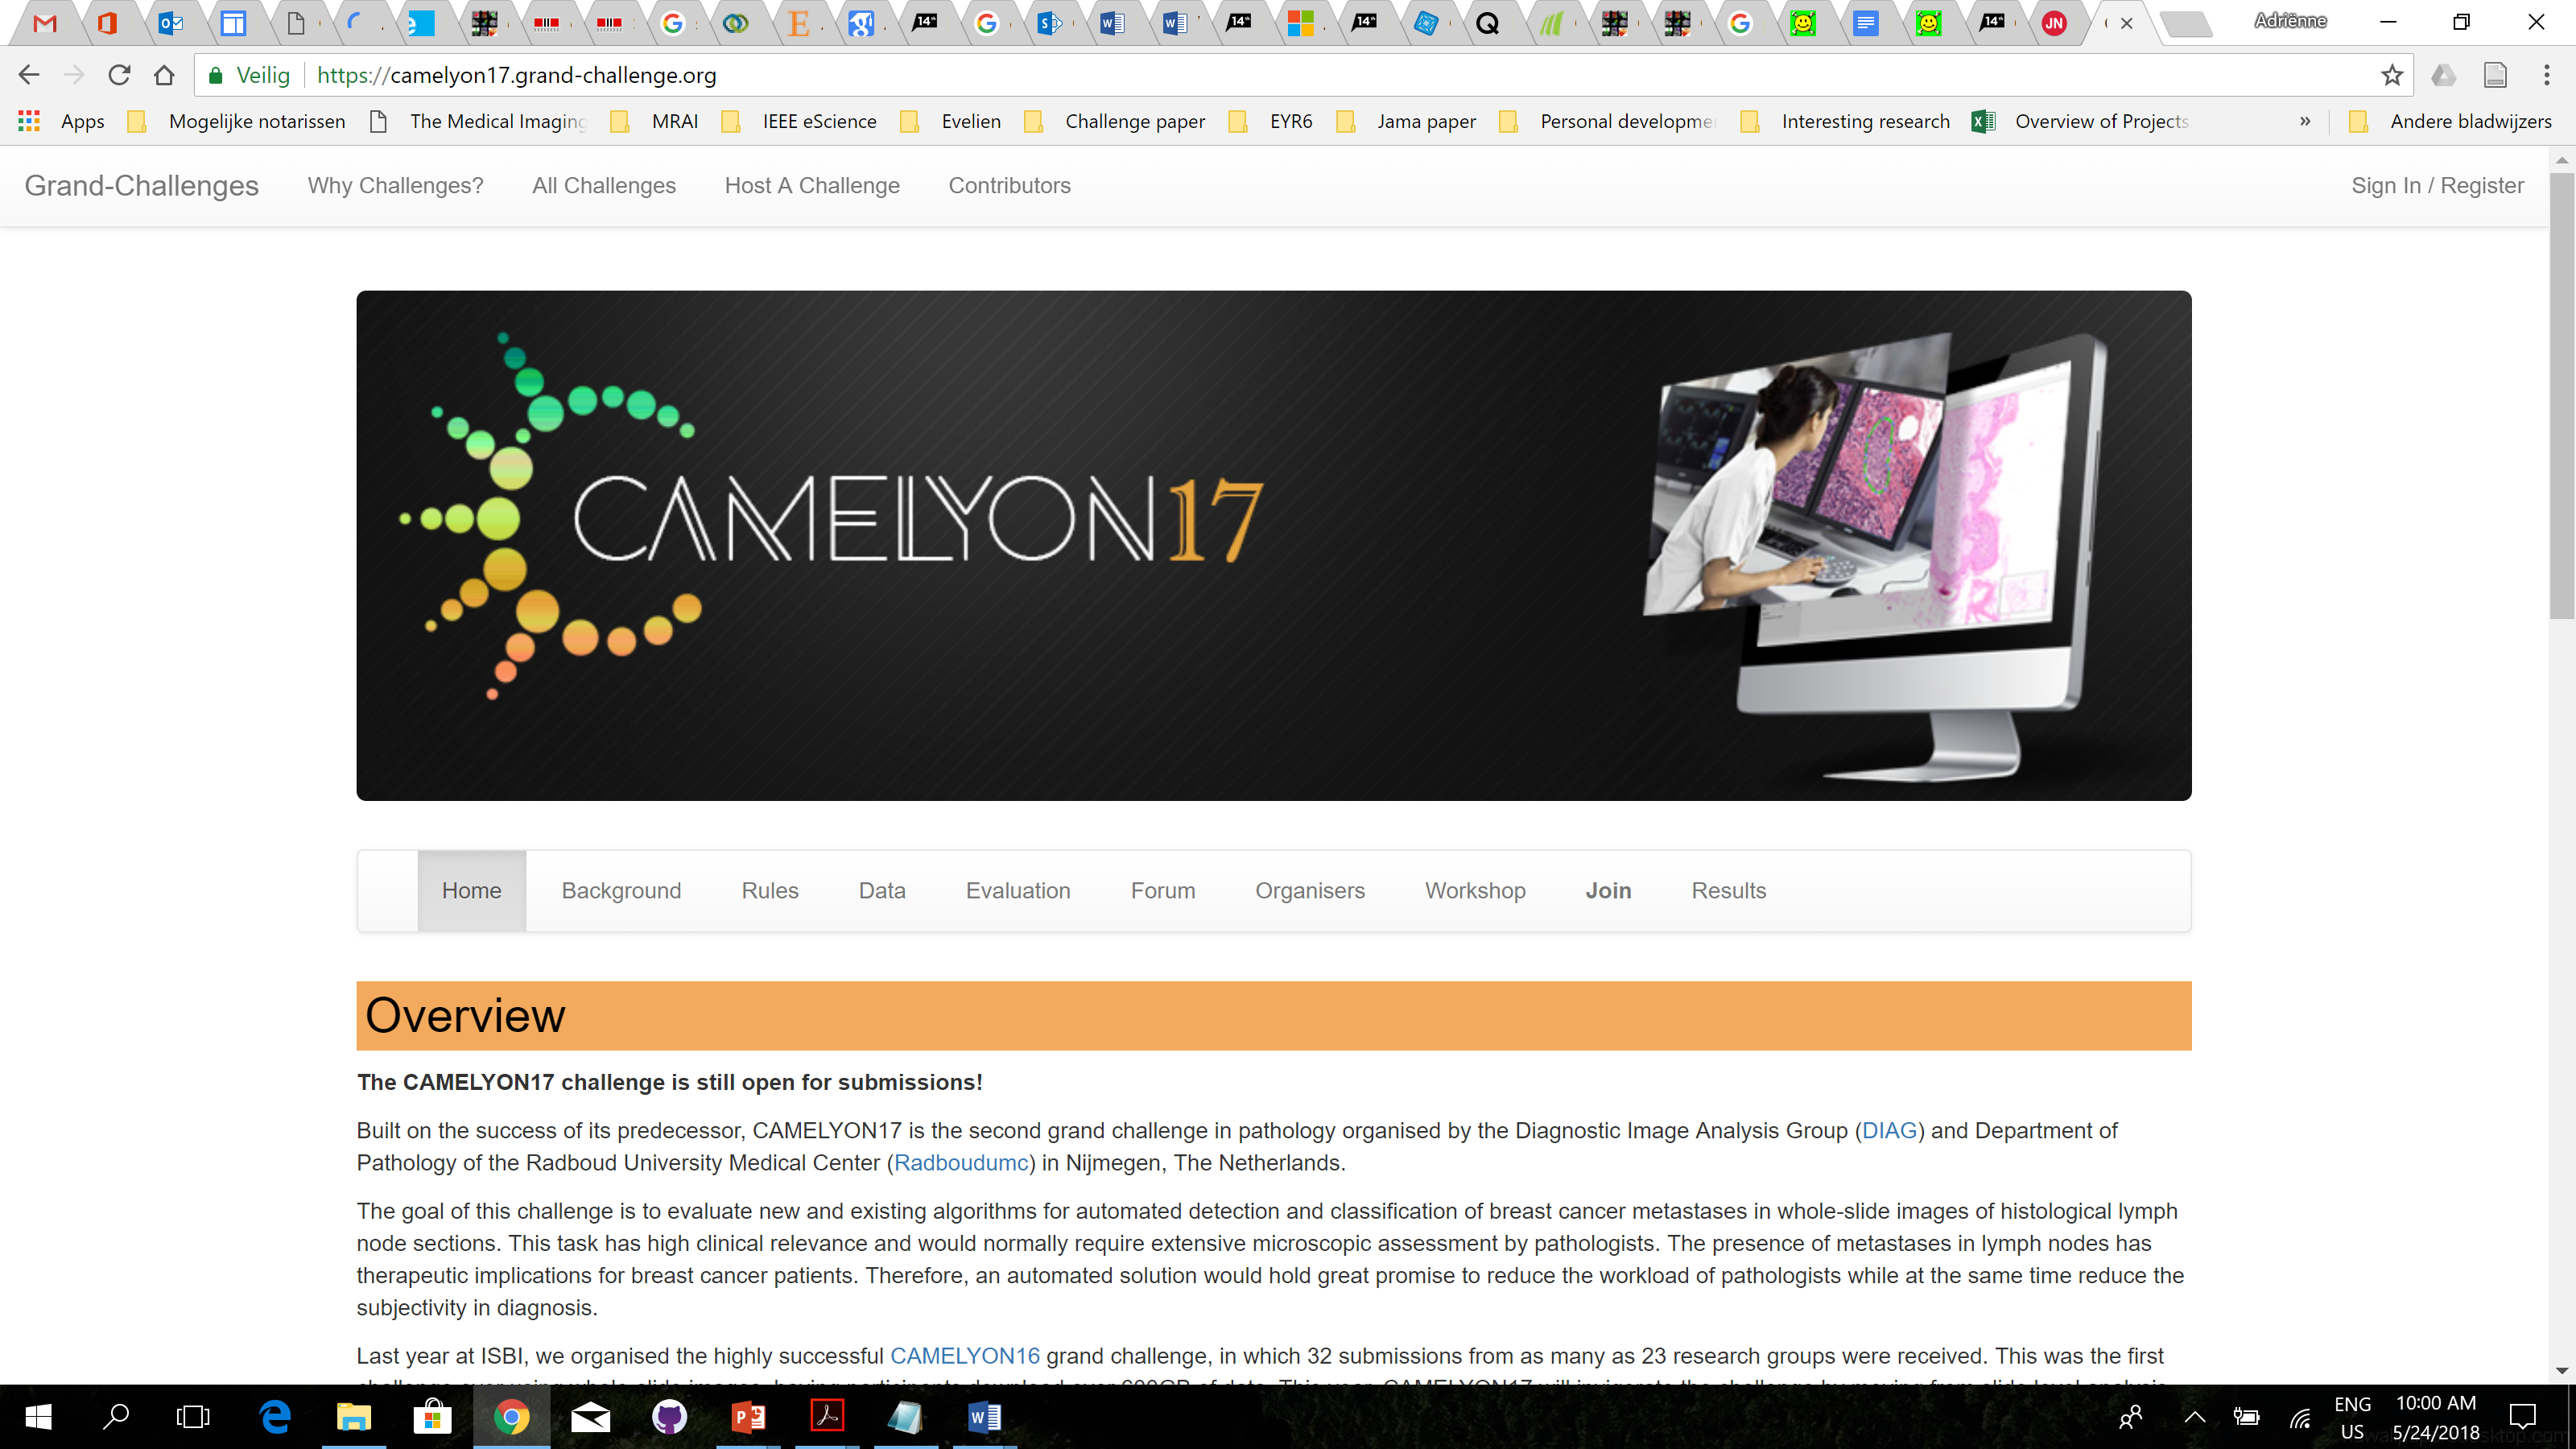 Adriënne
Veilig https://camelyon17.grand-challenge.org
Apps Mogelijke notarissen The Medical Imaging MRAI IEEE eScience Evelien Challenge paper EYR6 Jama paper Personal developme Interesting research Overview of Projects » Andere bladwijzers
Grand-Challenges Why Challenges? All Challenges Host A Challenge Contributors Sign In / Register
CAMELYON17
Home Background Rules Data Evaluation Forum Organisers Workshop Join Results
Overview
The CAMELYON17 challenge is still open for submissions!
Built on the success of its predecessor, CAMELYON17 is the second grand challenge in pathology organised by the Diagnostic Image Analysis Group (DIAG) and Department of
Pathology of the Radboud University Medical Center (Radboudumc) in Nijmegen, The Netherlands.
The goal of this challenge is to evaluate new and existing algorithms for automated detection and classification of breast cancer metastases in whole-slide images of histological lymph
node sections. This task has high clinical relevance and would normally require extensive microscopic assessment by pathologists. The presence of metastases in lymph nodes has
therapeutic implications for breast cancer patients. Therefore, an automated solution would hold great promise to reduce the workload of pathologists while at the same time reduce the
subjectivity in diagnosis.
Last year at ISBI, we organised the highly successful CAMELYON16 grand challenge, in which 32 submissions from as many as 23 research groups were received. This was the first
ENG 10:00 AM
US 5/24/2018